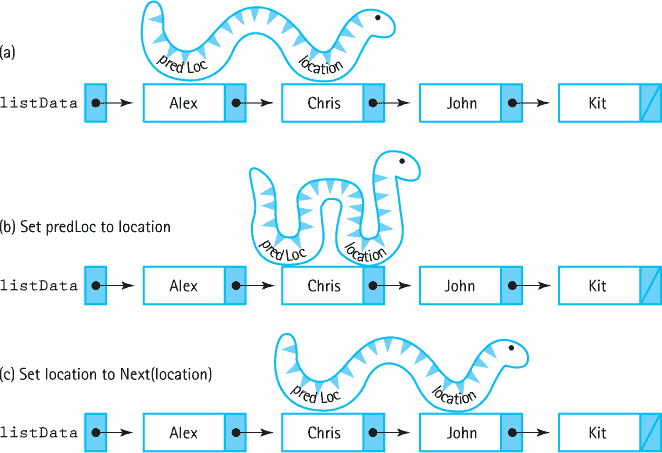 (a)
pred Loc location
listData Alex Chris John Kit
(b) Set predLoc to location
pred Loc location
listData Alex Chris John Kit
(c) Set location to Next(location)
pred Loc location
listData Alex Chris John Kit